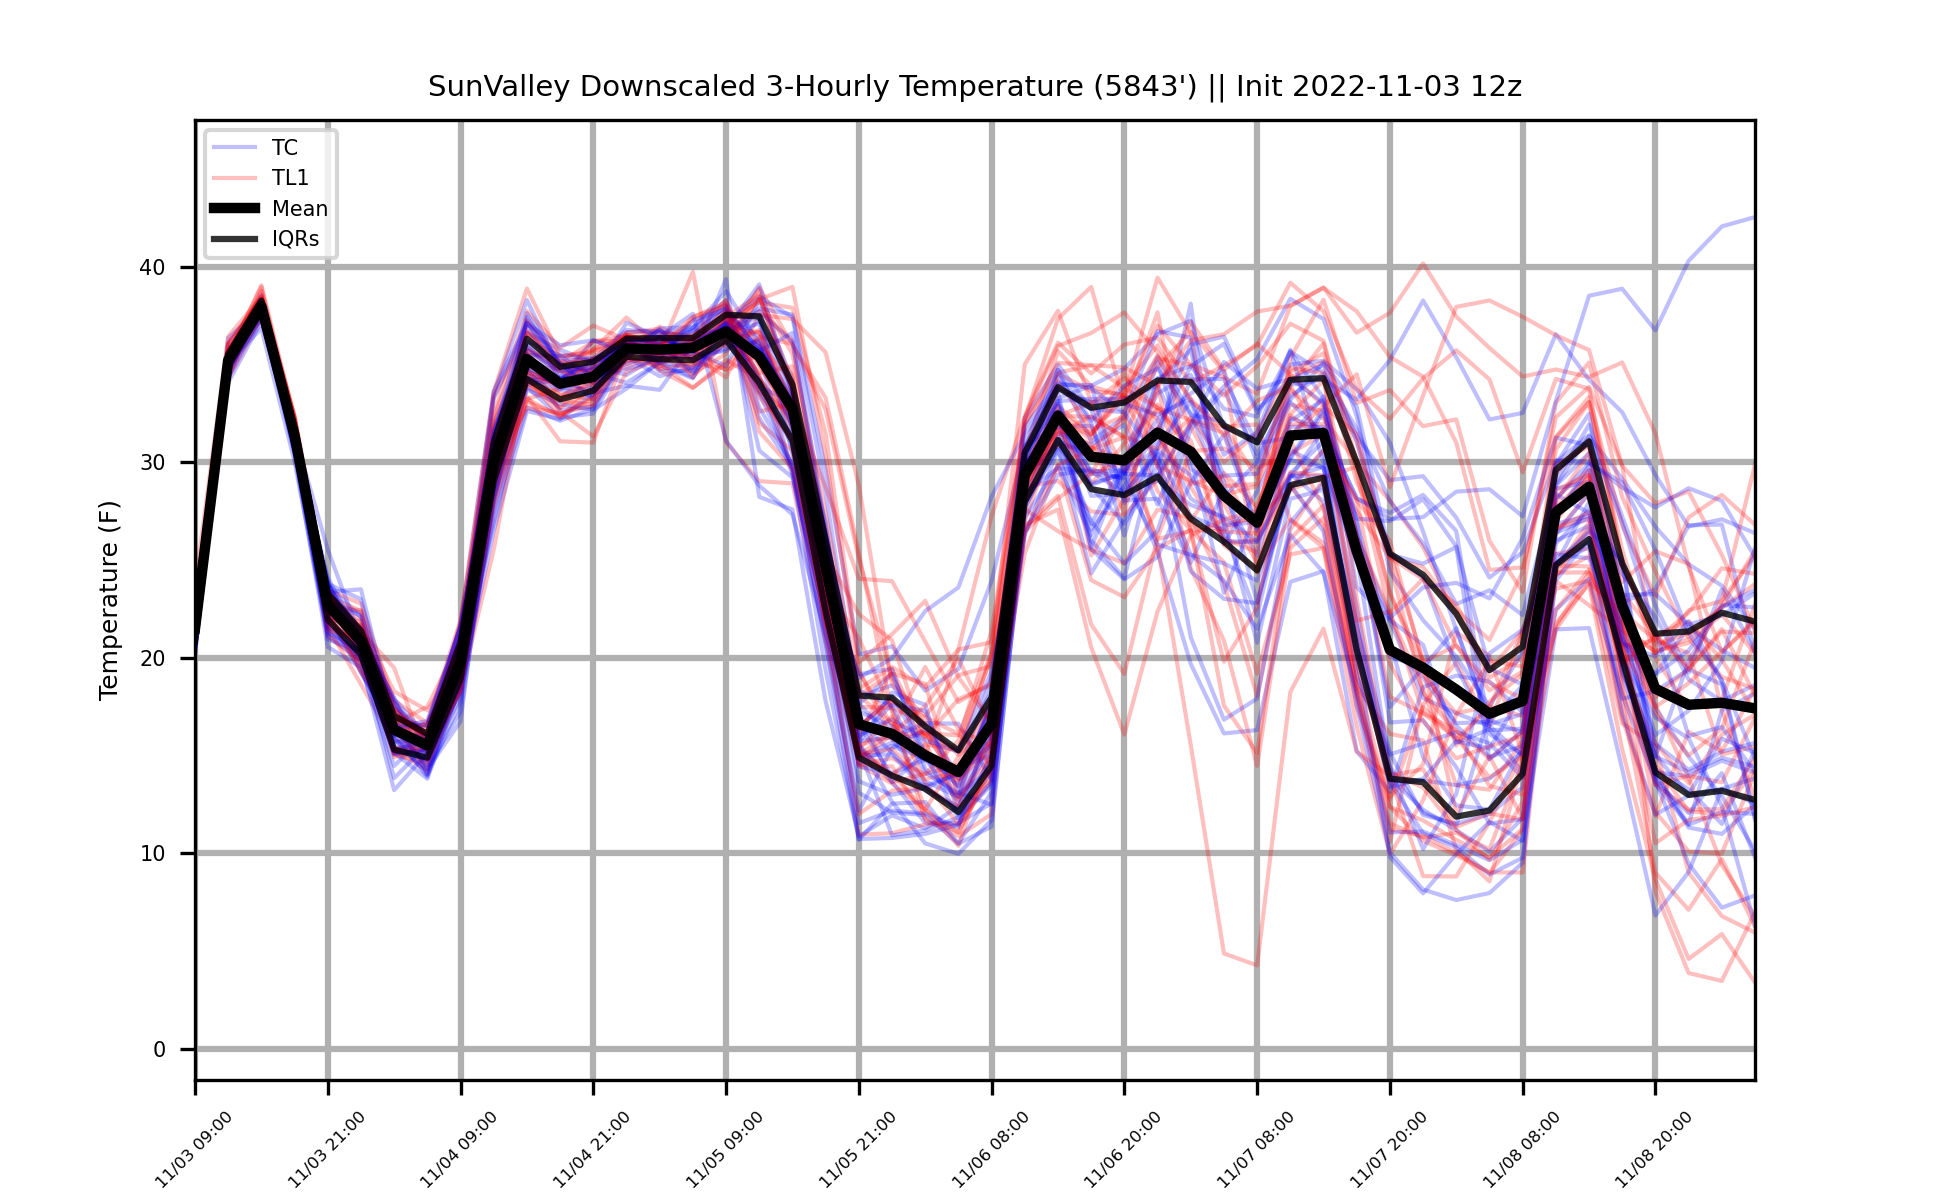 SunValley Downscaled 3-Hourly Temperature (5843') || Init 2022-11-03 12z
TC
TL1
Mean
IQRs
Temperature (F)
40
30
20
10
0
11/03 09:00
11/03 21:00
11/04 09:00
11/04 21:00
11/05 09:00
11/05 21:00
11/06 08:00
11/06 20:00
11/07 08:00
11/07 20:00
11/08 08:00
11/08 20:00